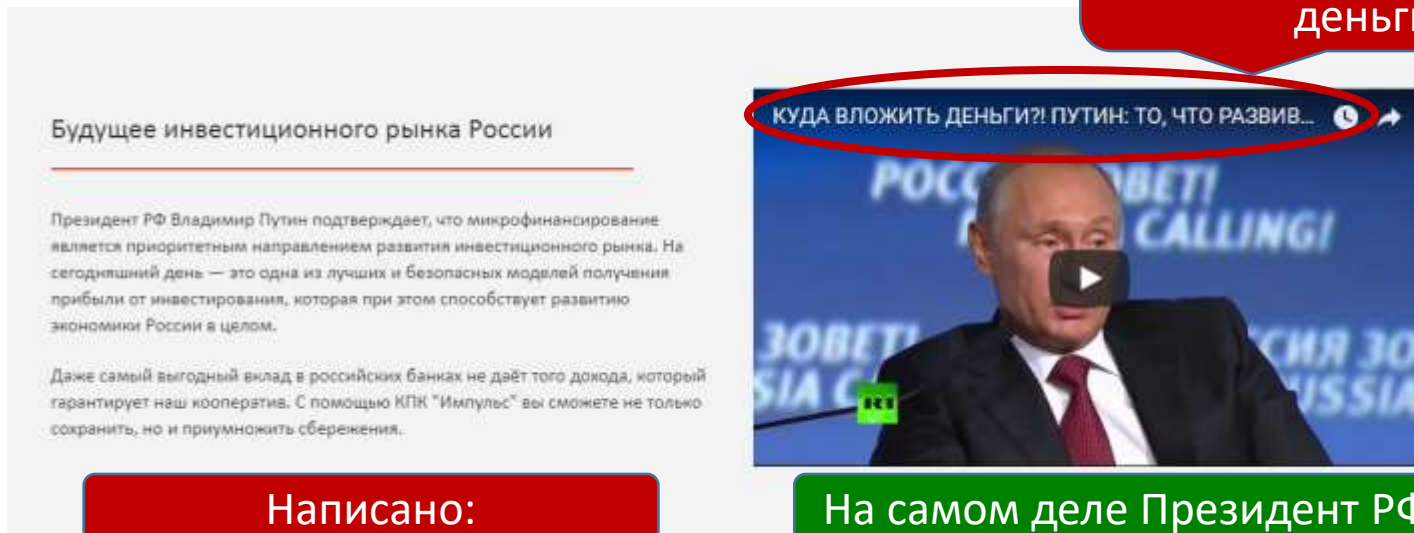 деньги
Будущее инвестиционного рынка России
КУДА ВЛОЖИТЬ ДЕНЬГИ?! ПУТИН: ТО, ЧТО РАЗВИВ...
Президент РФ Владимир Путин подтверждает, что микрофинансирование
является приоритетным направлением развития инвестиционного рынка. На
сегодняшний день — это одна из лучших и безопасных моделей получения
прибыли от инвестирования, которая при этом способствует развитию
экономики России в целом.
Даже самый выгодный вклад в российских банках не даёт того дохода, который
гарантирует наш кооператив. С помощью КПК "Импульс" вы сможете не только
сохранить, но и приумножить сбережения.
CALLING!
ЗОВЕТ!
RT
Написано:
На самом деле Президент РФ